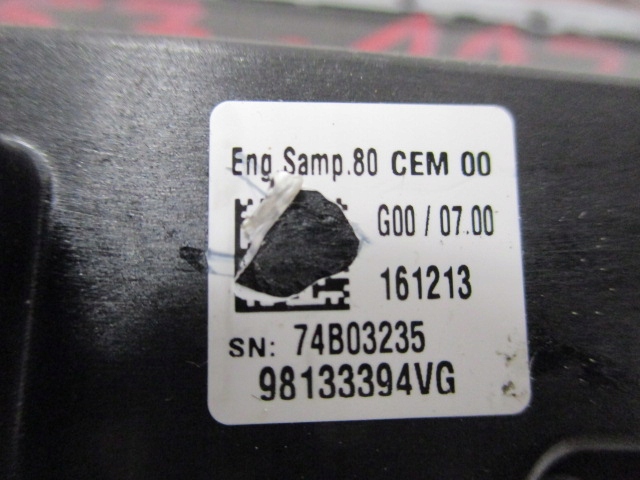 Eng.Samp.80 CEM 00
G00 / 07.00
161213
SN: 74B03235
98133394VG